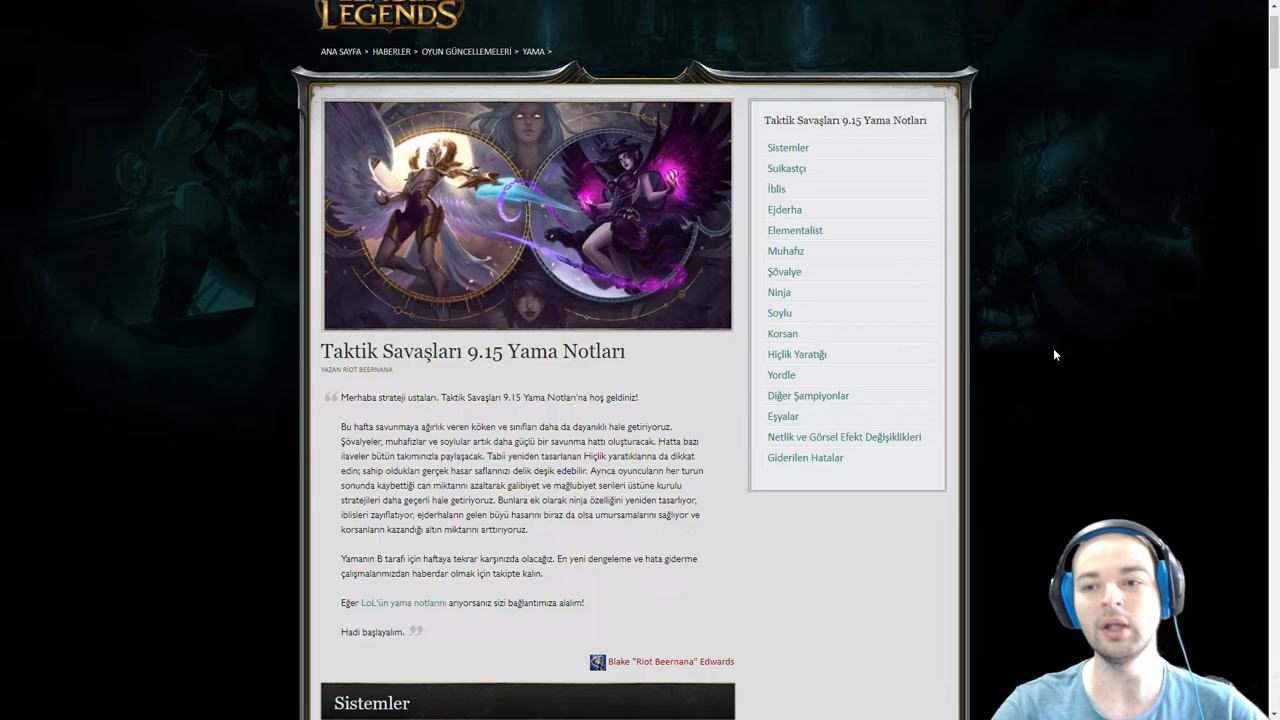 LEGENDS
ANA SAYFA > HABERLER > OYUN GÜNCELLEMELERİ > YAMA >
Taktik Savaşları 9.15 Yama Notları
YAZAN RİOT BEERNANA
Merhaba strateji ustaları. Taktik Savaşları 9.15 Yama Notları'na hoş geldiniz!
Bu hafta savunmaya ağırlık veren köken ve sınıfları daha da dayanıklı hale getiriyoruz.
Şövalyeler, muhafızlar ve soylular artık daha güçlü bir savunma hattı oluşturacak. Hatta bazı
ilaveler bütün takımınızla paylaşacak. Tabii yeniden tasarlanan Hiçlik yaratıklarına da dikkat
edin; sahip oldukları gerçek hasar saflarınızı delik deşik edebilir. Ayrıca oyuncuların her turun
sonunda kaybettiği can miktarını azaltarak galibiyet ve mağlubiyet serileri üstüne kurulu
stratejileri daha geçerli hale getiriyoruz. Bunlara ek olarak ninja özelliğini yeniden tasarlıyor,
iblisleri zayıflatıyor, ejderhaların gelen büyü hasarını biraz da olsa umursamalarını sağlıyor ve
korsanların kazandığı altın miktarını arttırıyoruz.
Yamanın B tarafı için haftaya tekrar karşınızda olacağız. En yeni dengeleme ve hata giderme
çalışmalarımızdan haberdar olmak için takipte kalın.
Eğer LoL'ün yama notlarını arıyorsanız sizi bağlantımıza alalım!
Hadi başlayalım.
Blake "Riot Beernana" Edwards
Sistemler
Taktik Savaşları 9.15 Yama Notları
Sistemler
Suikastçı
İblis
Ejderha
Elementalist
Muhafız
Şövalye
Ninja
Soylu
Korsan
Hiçlik Yaratığı
Yordle
Diğer Şampiyonlar
Eşyalar
Netlik ve Görsel Efekt Değişiklikleri
Giderilen Hatalar